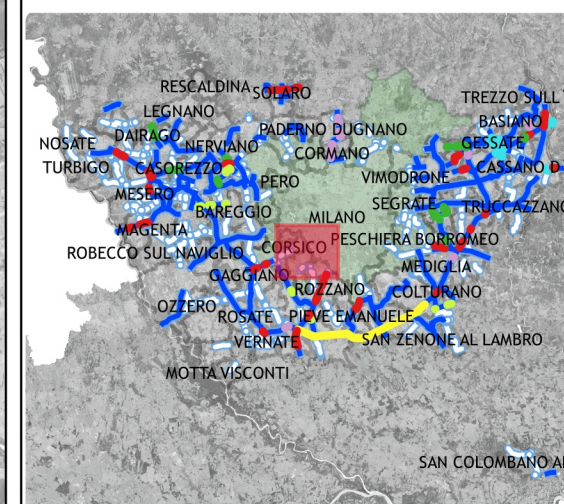 RESCALDINA
SOLARO
TREZZO SULL'
LEGNANO
BASIANO
DAIRAGO
PADERNO DUGNANO
NOSATE
NERVIANO
GESSATE
CORMANO
TURBIGO
CASOREZZO
CASSANO D
VIMODRONE
PERO
MESERO
SEGRATE
TRUCCAZZANO
BAREGGIO
MILANO
MAGENTA
PESCHIERA BORROMEO
CORSICO
ROBECCO SUL NAVIGLIO
MEDIGLIA
GAGGIANO
ROZZANO
COLTURANO
OZZERO
ROSATE
PIEVE EMANUELE
VERNATE
SAN ZENONE AL LAMBRO
MOTTA VISCONTI
SAN COLOMBANO A